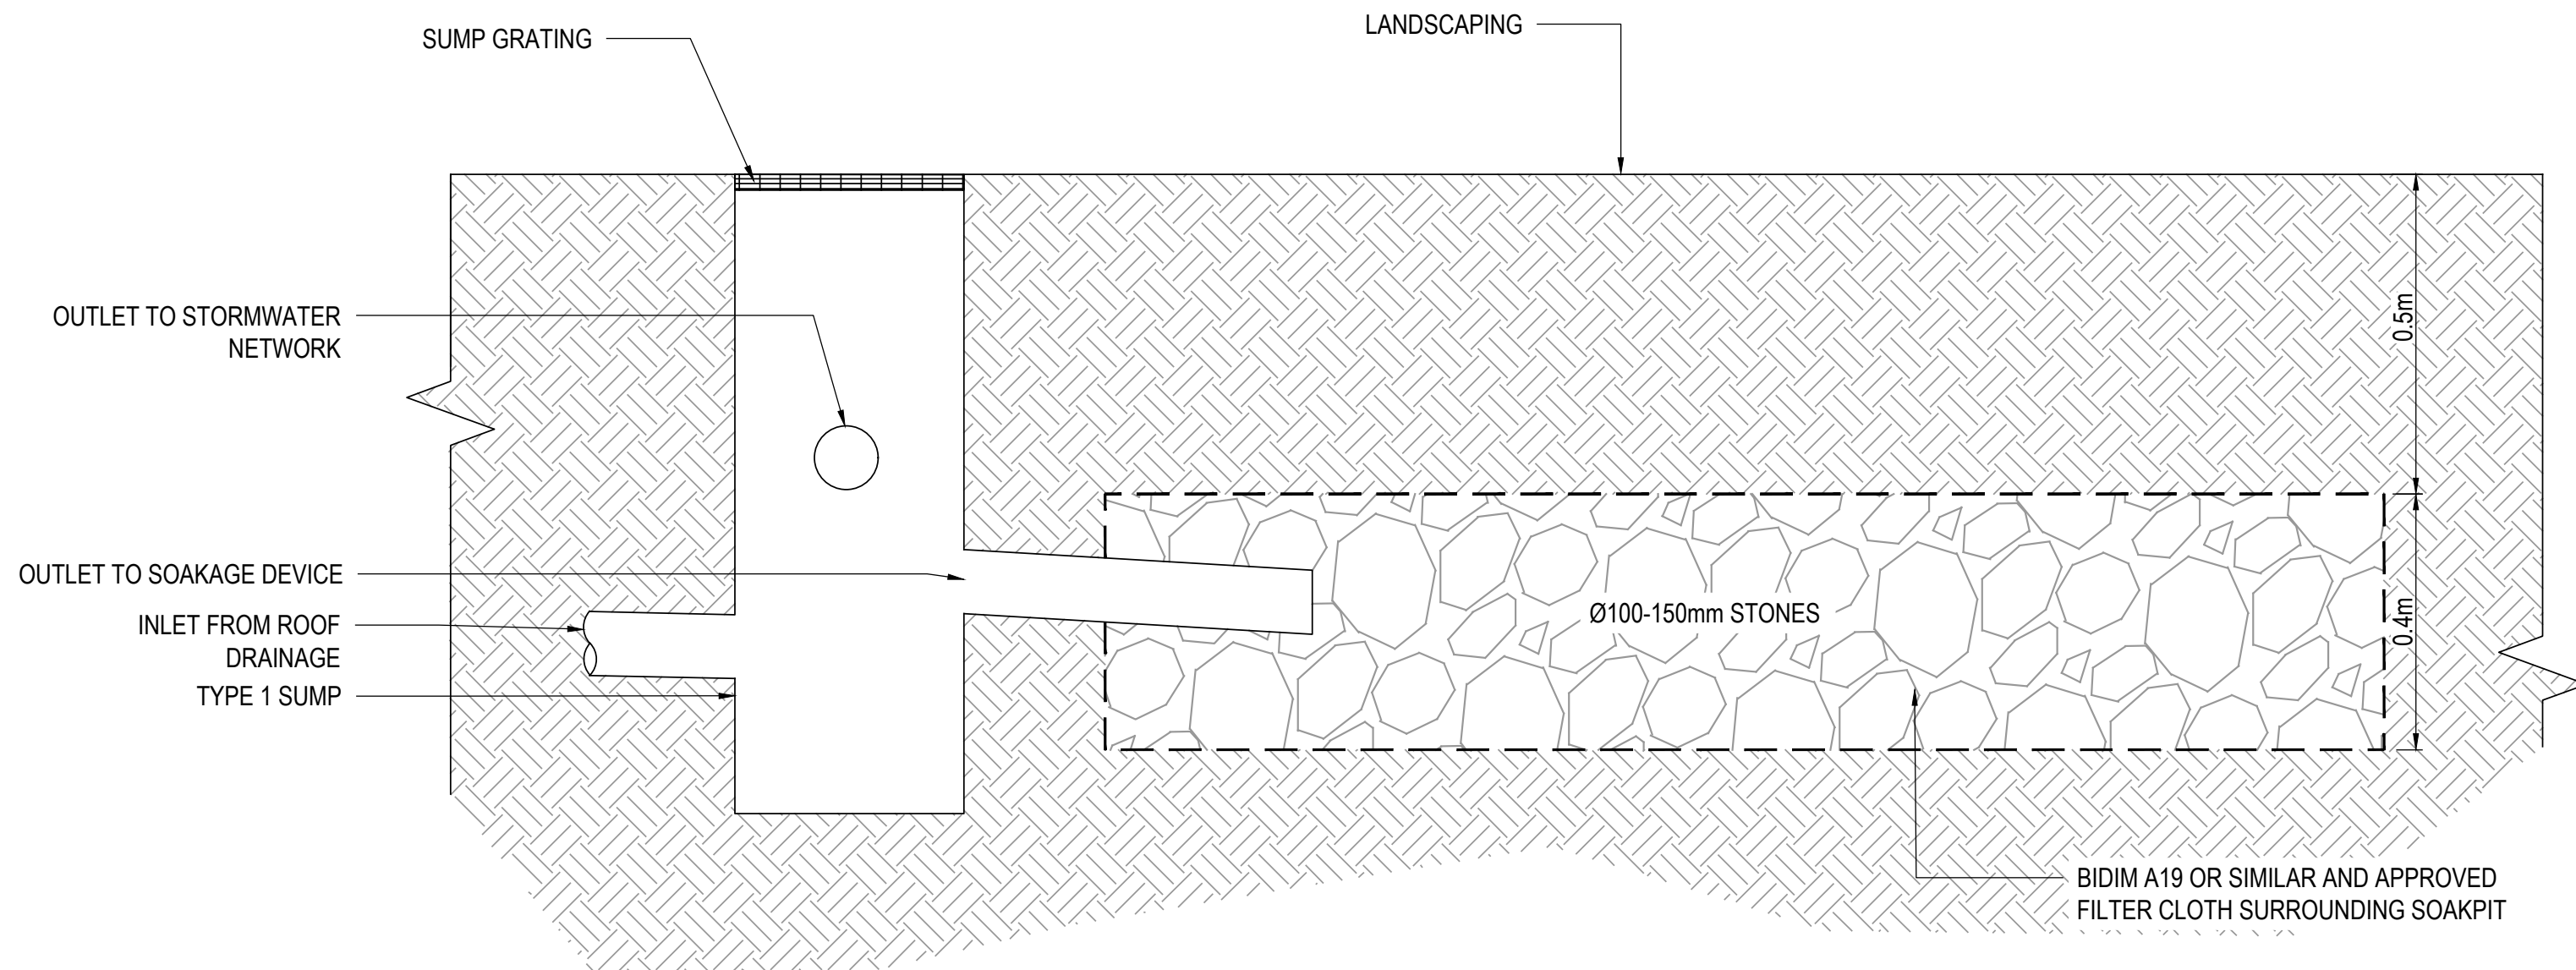 LANDSCAPING
SUMP GRATING
OUTLET TO STORMWATER
NETWORK
0.5m
OUTLET TO SOAKAGE DEVICE
INLET FROM ROOF
DRAINAGE
TYPE 1 SUMP
Ø100-150mm STONES
0.4m
BIDIM A19 OR SIMILAR AND APPROVED
FILTER CLOTH SURROUNDING SOAKPIT